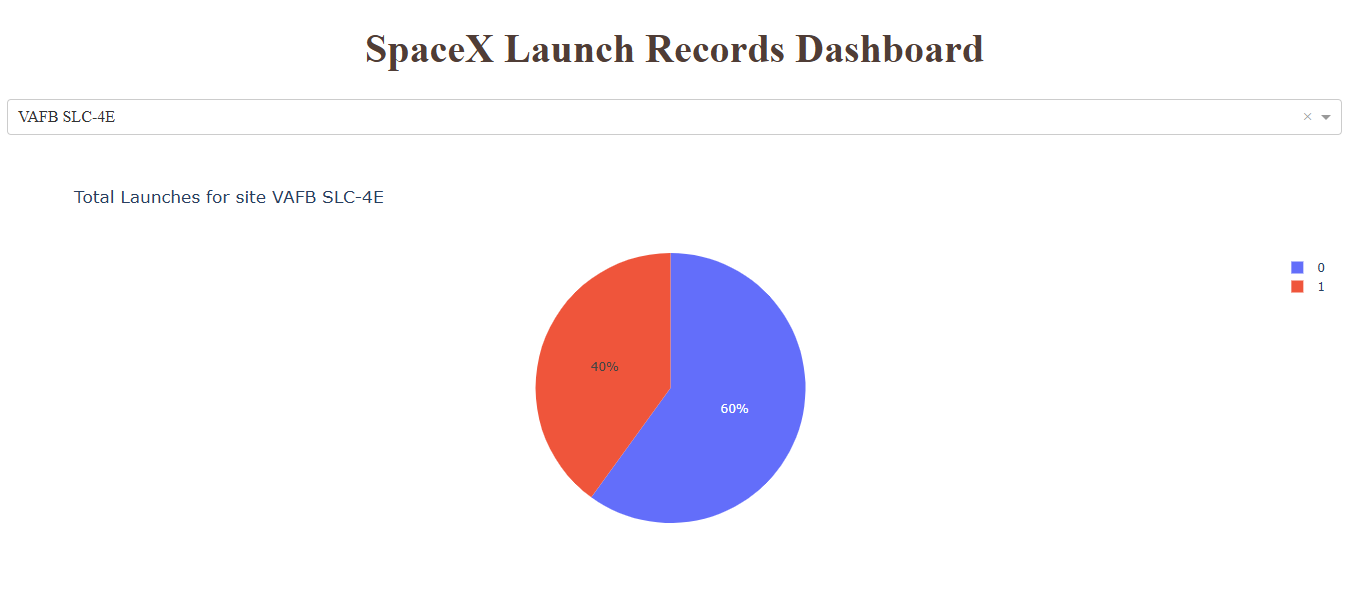 SpaceX Launch Records Dashboard
VAFB SLC-4E ×
Total Launches for site VAFB SLC-4E
0
1
40%
60%